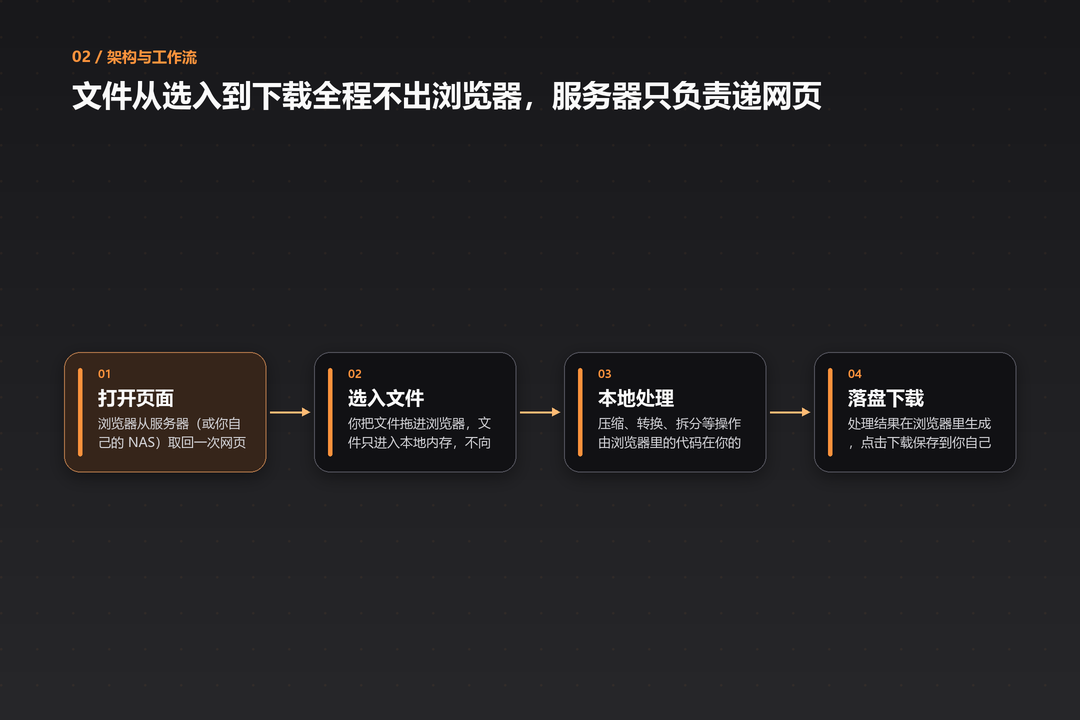 02 / 架构与工作流
文件从选入到下载全程不出浏览器，服务器只负责递网页
01
打开页面
浏览器从服务器（或你自
己的 NAS）取回一次网页
02
选入文件
你把文件拖进浏览器，文
件只进入本地内存，不向
03
本地处理
压缩、转换、拆分等操作
由浏览器里的代码在你的
04
落盘下载
处理结果在浏览器里生成
，点击下载保存到你自己